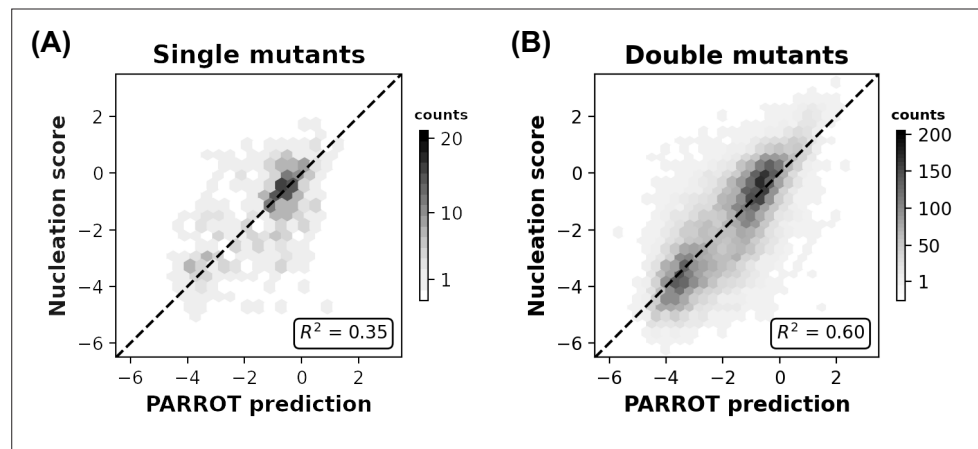 (A)
Single mutants
Nucleation score
2
0
−2
−4
−6
−6 −4 −2 0 2
PARROT prediction
R² = 0.35
counts
20
10
1
(B)
Double mutants
Nucleation score
2
0
−2
−4
−6
−6 −4 −2 0 2
PARROT prediction
R² = 0.60
counts
200
150
100
50
1